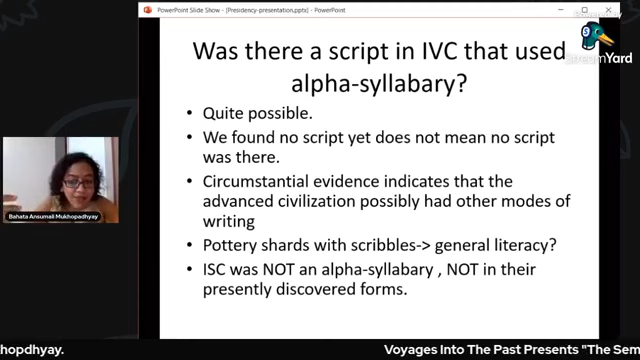 PowerPoint Slide Show - [Presidency-presentation.pptx] - PowerPoint
Powered by
StreamYard
Was there a script in IVC that used
alpha-syllabary?
• Quite possible.
• We found no script yet does not mean no script
was there.
• Circumstantial evidence indicates that the
advanced civilization possibly had other modes of
writing
• Pottery shards with scribbles-> general literacy?
• ISC was NOT an alpha-syllabary , NOT in their
presently discovered forms.
Bahata Ansumali Mukhopadhyay
hopdhyay.
Voyages Into The Past Presents "The Sem